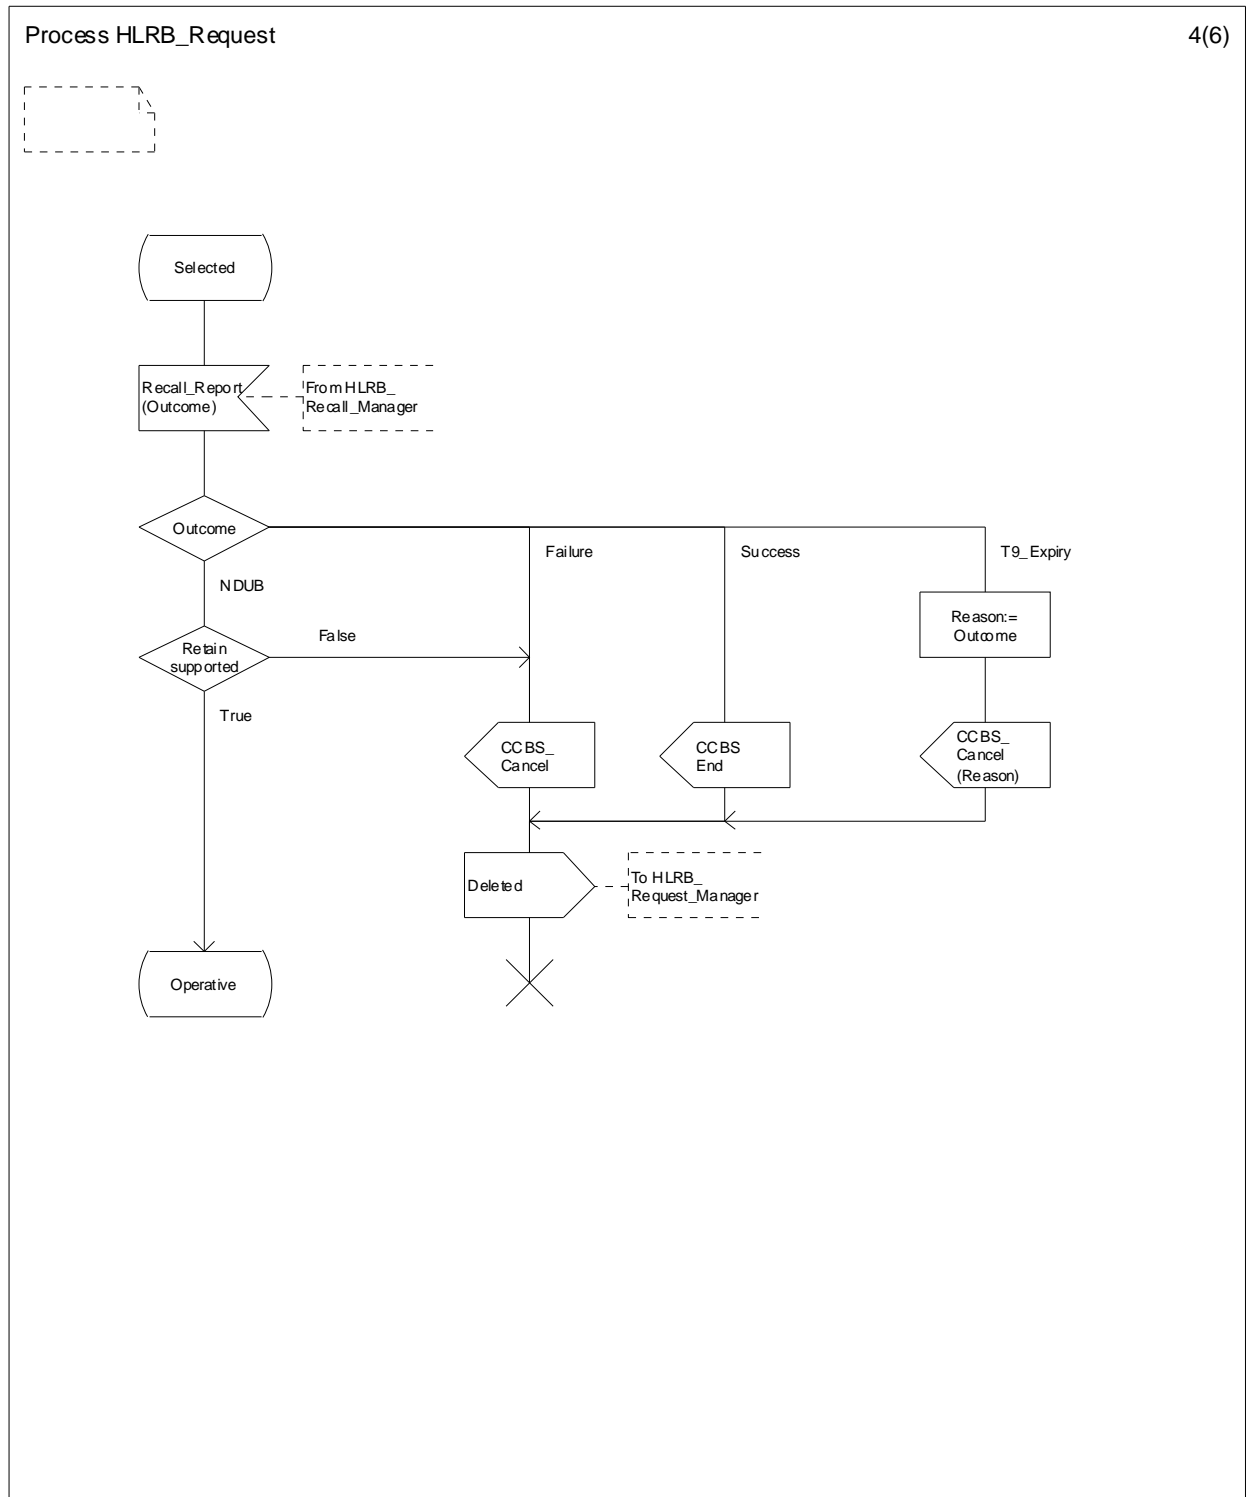 Process HLRB_Request
4(6)
Selected
Recall_Report
(Outcome)
From HLRB_
Recall_Manager
Outcome
Failure
Success
T9_Expiry
NDUB
Reason:=
Outcome
Retain
supported
False
True
CCBS_
Cancel
CCBS
End
CCBS_
Cancel
(Reason)
Deleted
To HLRB_
Request_Manager
Operative